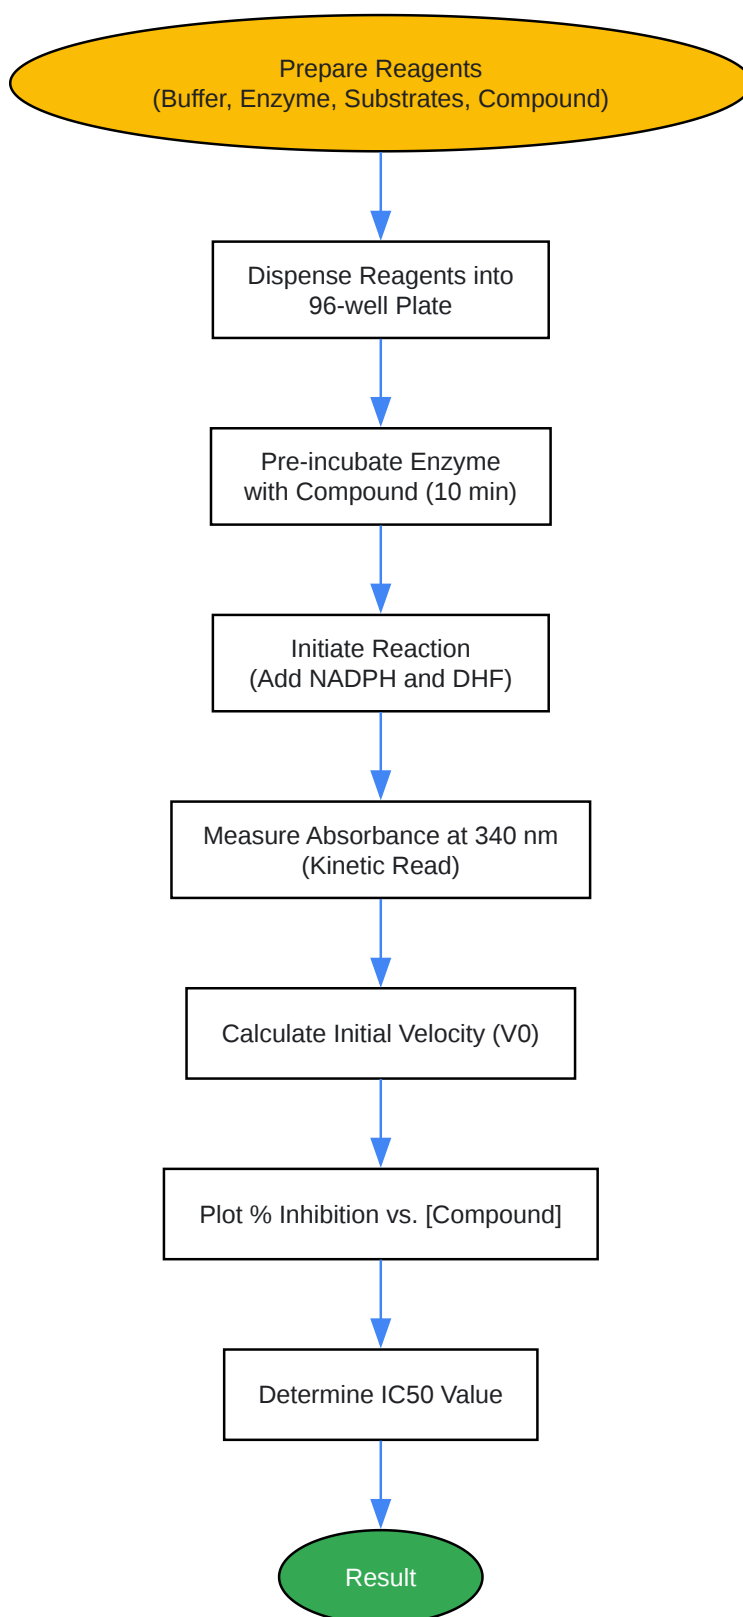 Prepare Reagents
(Buffer, Enzyme, Substrates, Compound)
Dispense Reagents into
96-well Plate
Pre-incubate Enzyme
with Compound (10 min)
Initiate Reaction
(Add NADPH and DHF)
Measure Absorbance at 340 nm
(Kinetic Read)
Calculate Initial Velocity (V0)
Plot % Inhibition vs. [Compound]
Determine IC50 Value
Result